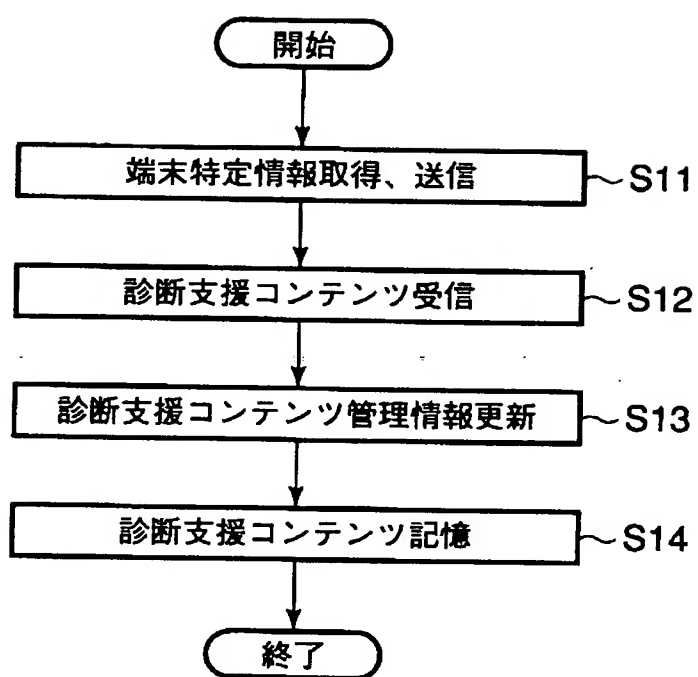 開始
端末特定情報取得、送信 S11
診断支援コンテンツ受信 S12
診断支援コンテンツ管理情報更新 S13
診断支援コンテンツ記憶 S14
終了